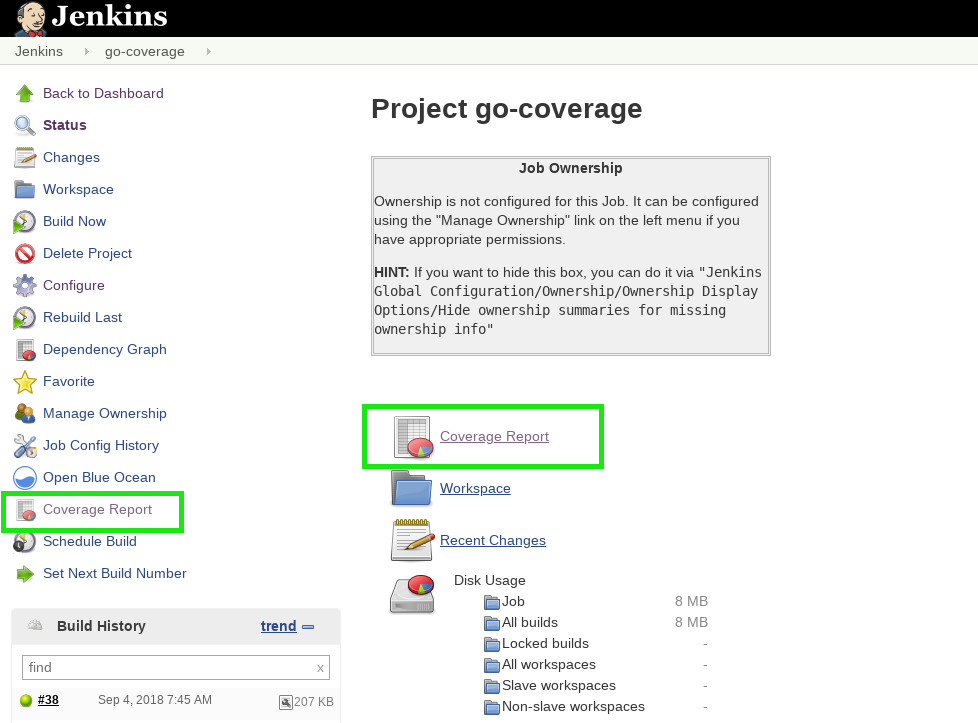 Jenkins
Jenkins
go-coverage
Back to Dashboard
Status
Changes
Workspace
Build Now
Delete Project
Configure
Rebuild Last
Dependency Graph
Favorite
Manage Ownership
Job Config History
Open Blue Ocean
Coverage Report
Schedule Build
Set Next Build Number
Build History
trend
find
x
#38
Sep 4, 2018 7:45 AM
207 KB
Project go-coverage
Job Ownership
Ownership is not configured for this Job. It can be configured
using the "Manage Ownership" link on the left menu if you
have appropriate permissions.
HINT: If you want to hide this box, you can do it via "Jenkins
Global Configuration/Ownership/Ownership Display
Options/Hide ownership summaries for missing
ownership info"
Coverage Report
Workspace
Recent Changes
Disk Usage
Job 8 MB
All builds 8 MB
Locked builds -
All workspaces -
Slave workspaces -
Non-slave workspaces -